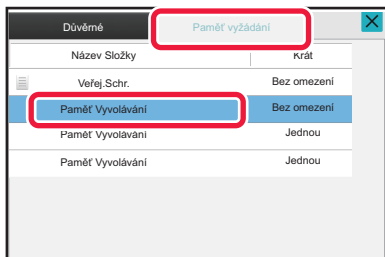 Důvěrné Paměť vyžádání
Název Složky Krát
Veřej.Schr. Bez omezení
Paměť Vyvolávání Bez omezení
Paměť Vyvolávání Jednou
Paměť Vyvolávání Jednou